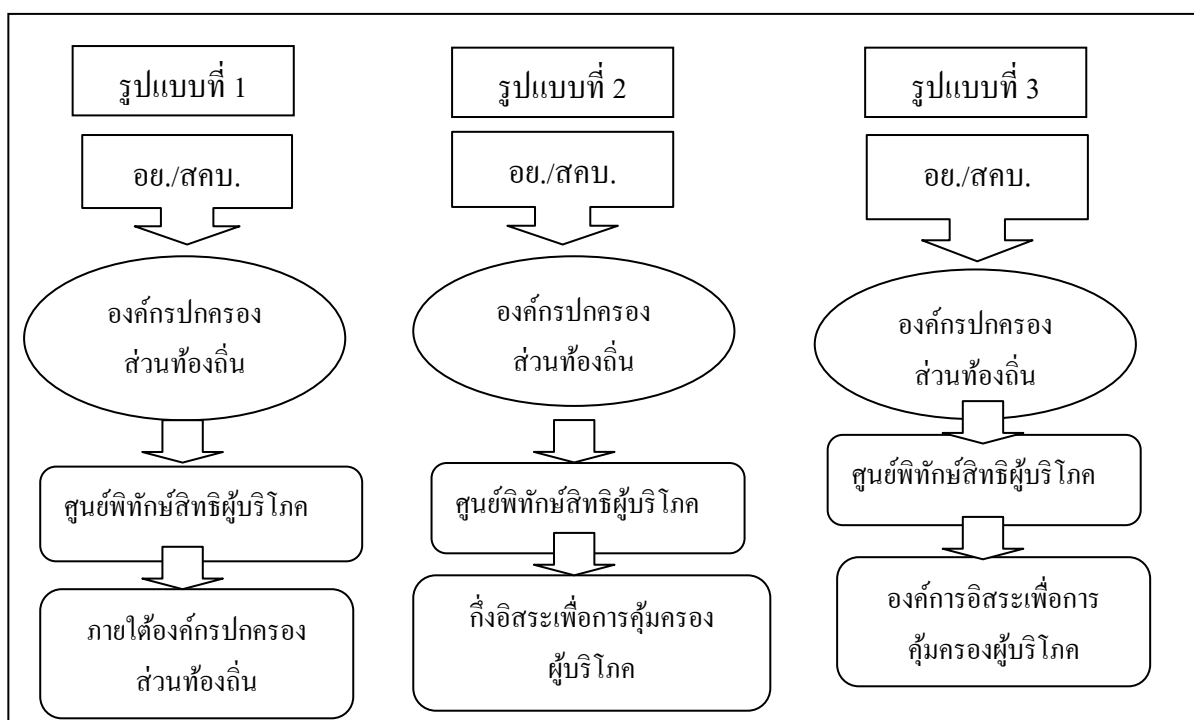 รูปแบบที่ 1
อย./สคบ.
องค์กรปกครอง
ส่วนท้องถิ่น
ศูนย์พิทักษ์สิทธิผู้บริโภค
ภายใต้องค์กรปกครอง
ส่วนท้องถิ่น
รูปแบบที่ 2
อย./สคบ.
องค์กรปกครอง
ส่วนท้องถิ่น
ศูนย์พิทักษ์สิทธิผู้บริโภค
กึ่งอิสระเพื่อการคุ้มครอง
ผู้บริโภค
รูปแบบที่ 3
อย./สคบ.
องค์กรปกครอง
ส่วนท้องถิ่น
ศูนย์พิทักษ์สิทธิผู้บริโภค
องค์การอิสระเพื่อการ
คุ้มครองผู้บริโภค